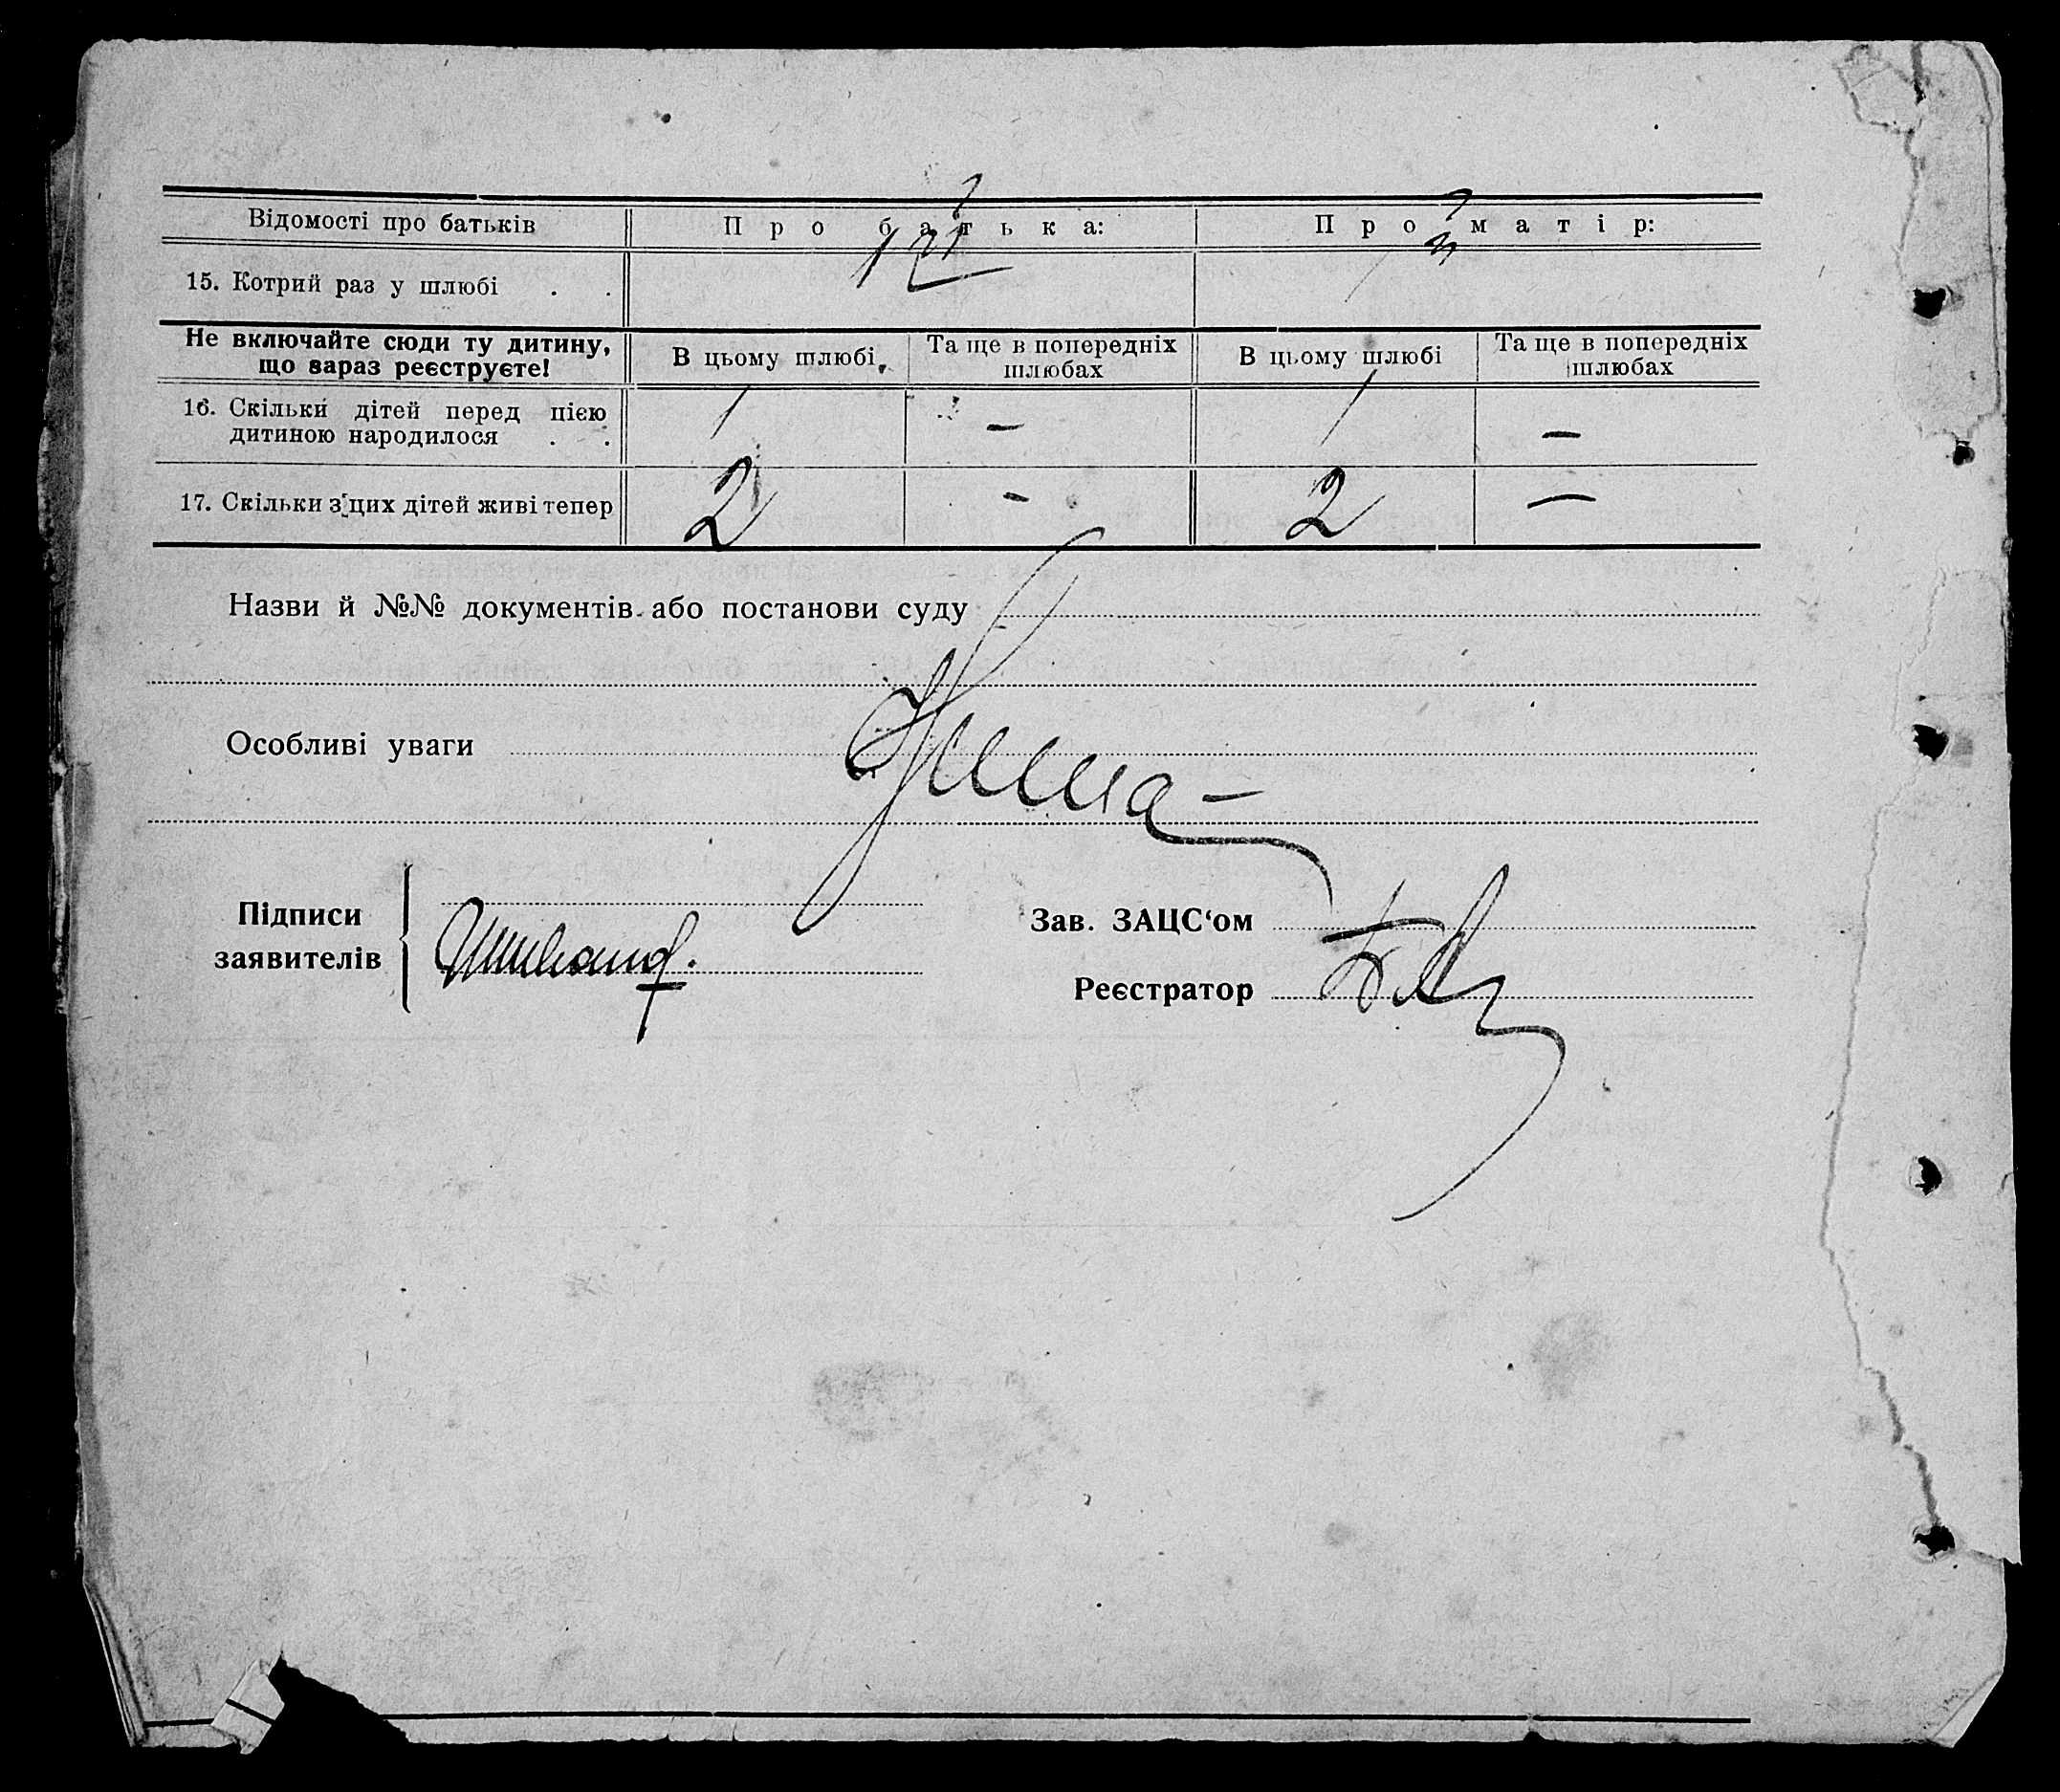 Відомості про батьків Про батька: Про матір:
15. Котрий раз у шлюбі . .
Не включайте сюди ту дитину, що зараз реєструєте! В цьому шлюбі Та ще в попередніх шлюбах В цьому шлюбі Та ще в попередніх шлюбах
16. Скільки дітей перед цією дитиною народилося . . 1 — 1 —
17. Скільки з цих дітей живі тепер 2 — 2 —
Назви й №№ документів або постанови суду
Особливі уваги
Підписи заявителів
Зав. ЗАЦС‘ом
Реєстратор